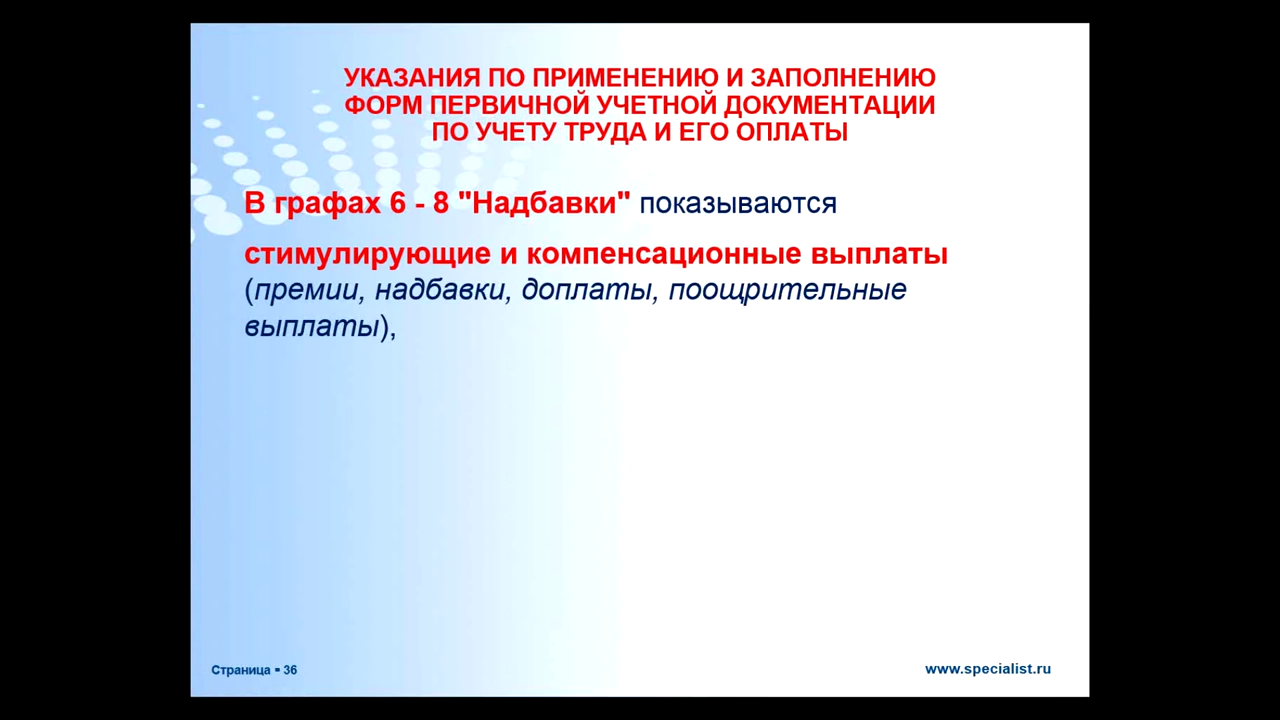 УКАЗАНИЯ ПО ПРИМЕНЕНИЮ И ЗАПОЛНЕНИЮ
ФОРМ ПЕРВИЧНОЙ УЧЕТНОЙ ДОКУМЕНТАЦИИ
ПО УЧЕТУ ТРУДА И ЕГО ОПЛАТЫ
В графах 6 - 8 "Надбавки" показываются
стимулирующие и компенсационные выплаты
(премии, надбавки, доплаты, поощрительные
выплаты),
Страница ▪ 36
www.specialist.ru